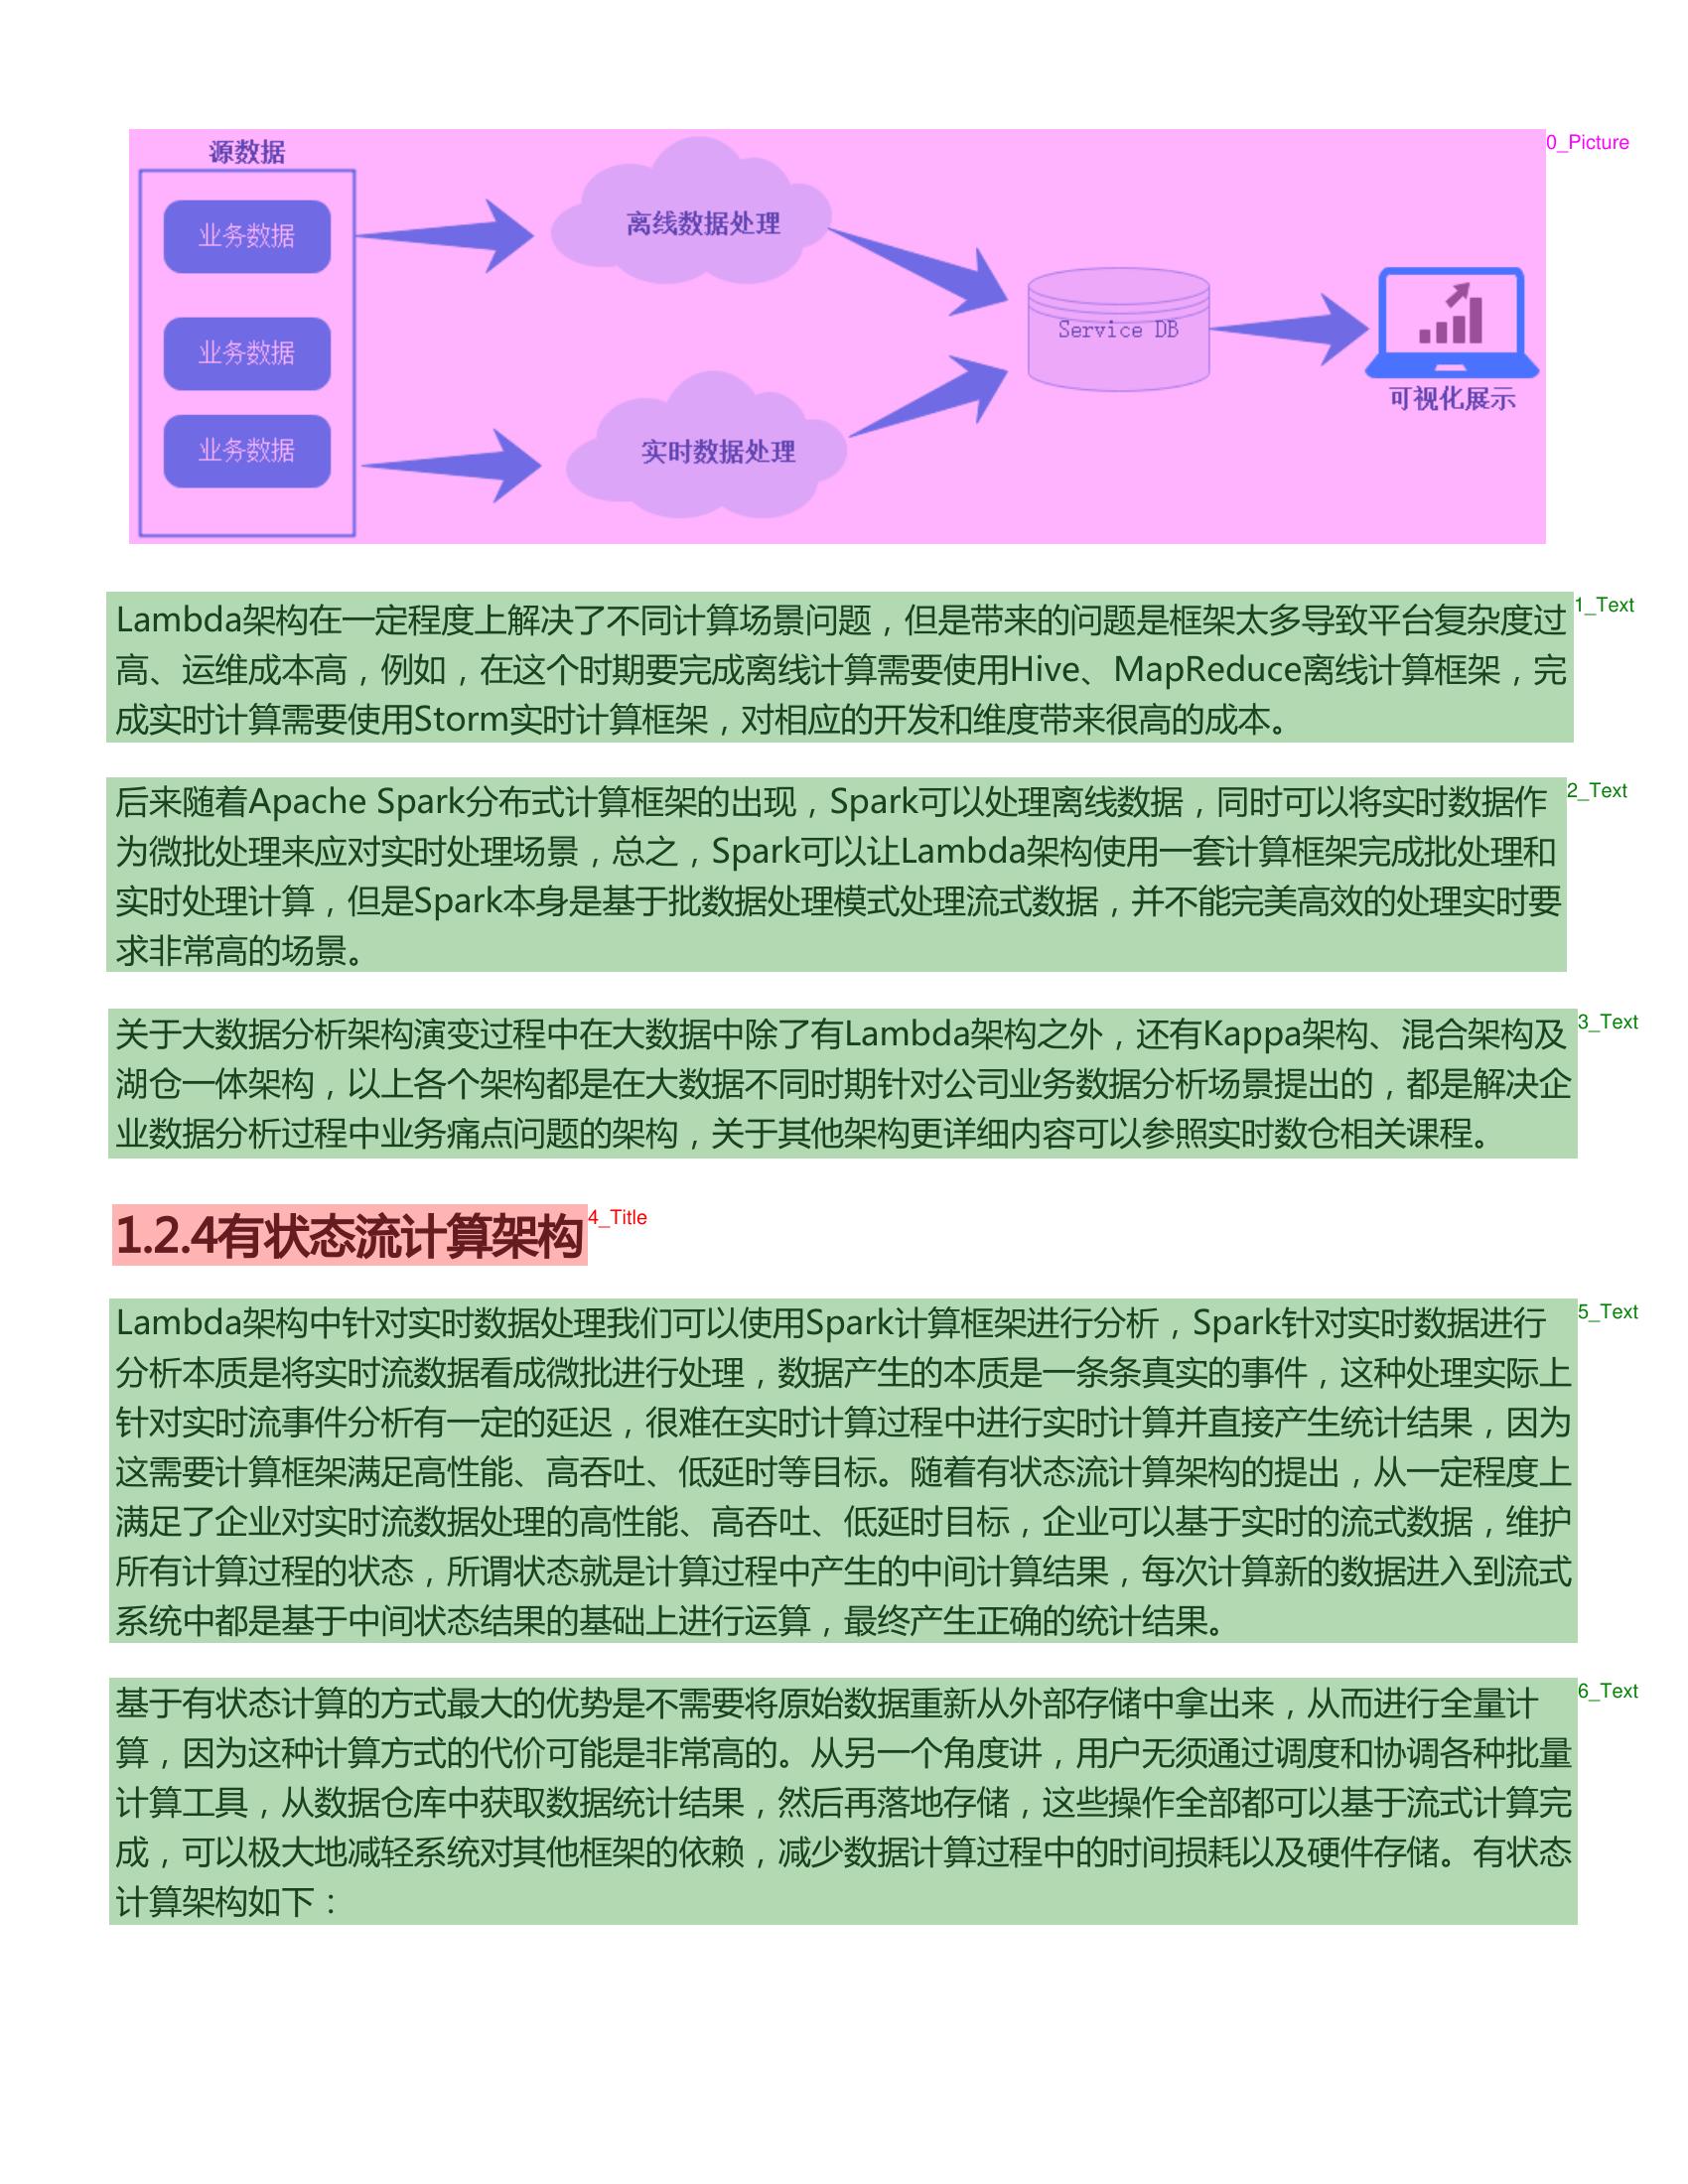 0_Picture
源数据
业务数据
离线数据处理
业务数据
Service DB
可视化展示
业务数据
实时数据处理
1_Text
Lambda架构在一定程度上解决了不同计算场景问题，但是带来的问题是框架太多导致平台复杂度过
高、运维成本高，例如，在这个时期要完成离线计算需要使用Hive、MapReduce离线计算框架，完
成实时计算需要使用Storm实时计算框架，对相应的开发和维度带来很高的成本。
2_Text
后来随着Apache Spark分布式计算框架的出现，Spark可以处理离线数据，同时可以将实时数据作
为微批处理来应对实时处理场景，总之，Spark可以让Lambda架构使用一套计算框架完成批处理和
实时处理计算，但是Spark本身是基于批数据处理模式处理流式数据，并不能完美高效的处理实时要
求非常高的场景。
3_Text
关于大数据分析架构演变过程中在大数据中除了有Lambda架构之外，还有Kappa架构、混合架构及
湖仓一体架构，以上各个架构都是在大数据不同时期针对公司业务数据分析场景提出的，都是解决企
业数据分析过程中业务痛点问题的架构，关于其他架构更详细内容可以参照实时数仓相关课程。
1.2.4有状态流计算架构
4_Title
5_Text
Lambda架构中针对实时数据处理我们可以使用Spark计算框架进行分析，Spark针对实时数据进行
分析本质是将实时流数据看成微批进行处理，数据产生的本质是一条条真实的事件，这种处理实际上
针对实时流事件分析有一定的延迟，很难在实时计算过程中进行实时计算并直接产生统计结果，因为
这需要计算框架满足高性能、高吞吐、低延时等目标。随着有状态流计算架构的提出，从一定程度上
满足了企业对实时流数据处理的高性能、高吞吐、低延时目标，企业可以基于实时的流式数据，维护
所有计算过程的状态，所谓状态就是计算过程中产生的中间计算结果，每次计算新的数据进入到流式
系统中都是基于中间状态结果的基础上进行运算，最终产生正确的统计结果。
6_Text
基于有状态计算的方式最大的优势是不需要将原始数据重新从外部存储中拿出来，从而进行全量计
算，因为这种计算方式的代价可能是非常高的。从另一个角度讲，用户无须通过调度和协调各种批量
计算工具，从数据仓库中获取数据统计结果，然后再落地存储，这些操作全部都可以基于流式计算完
成，可以极大地减轻系统对其他框架的依赖，减少数据计算过程中的时间损耗以及硬件存储。有状态
计算架构如下：